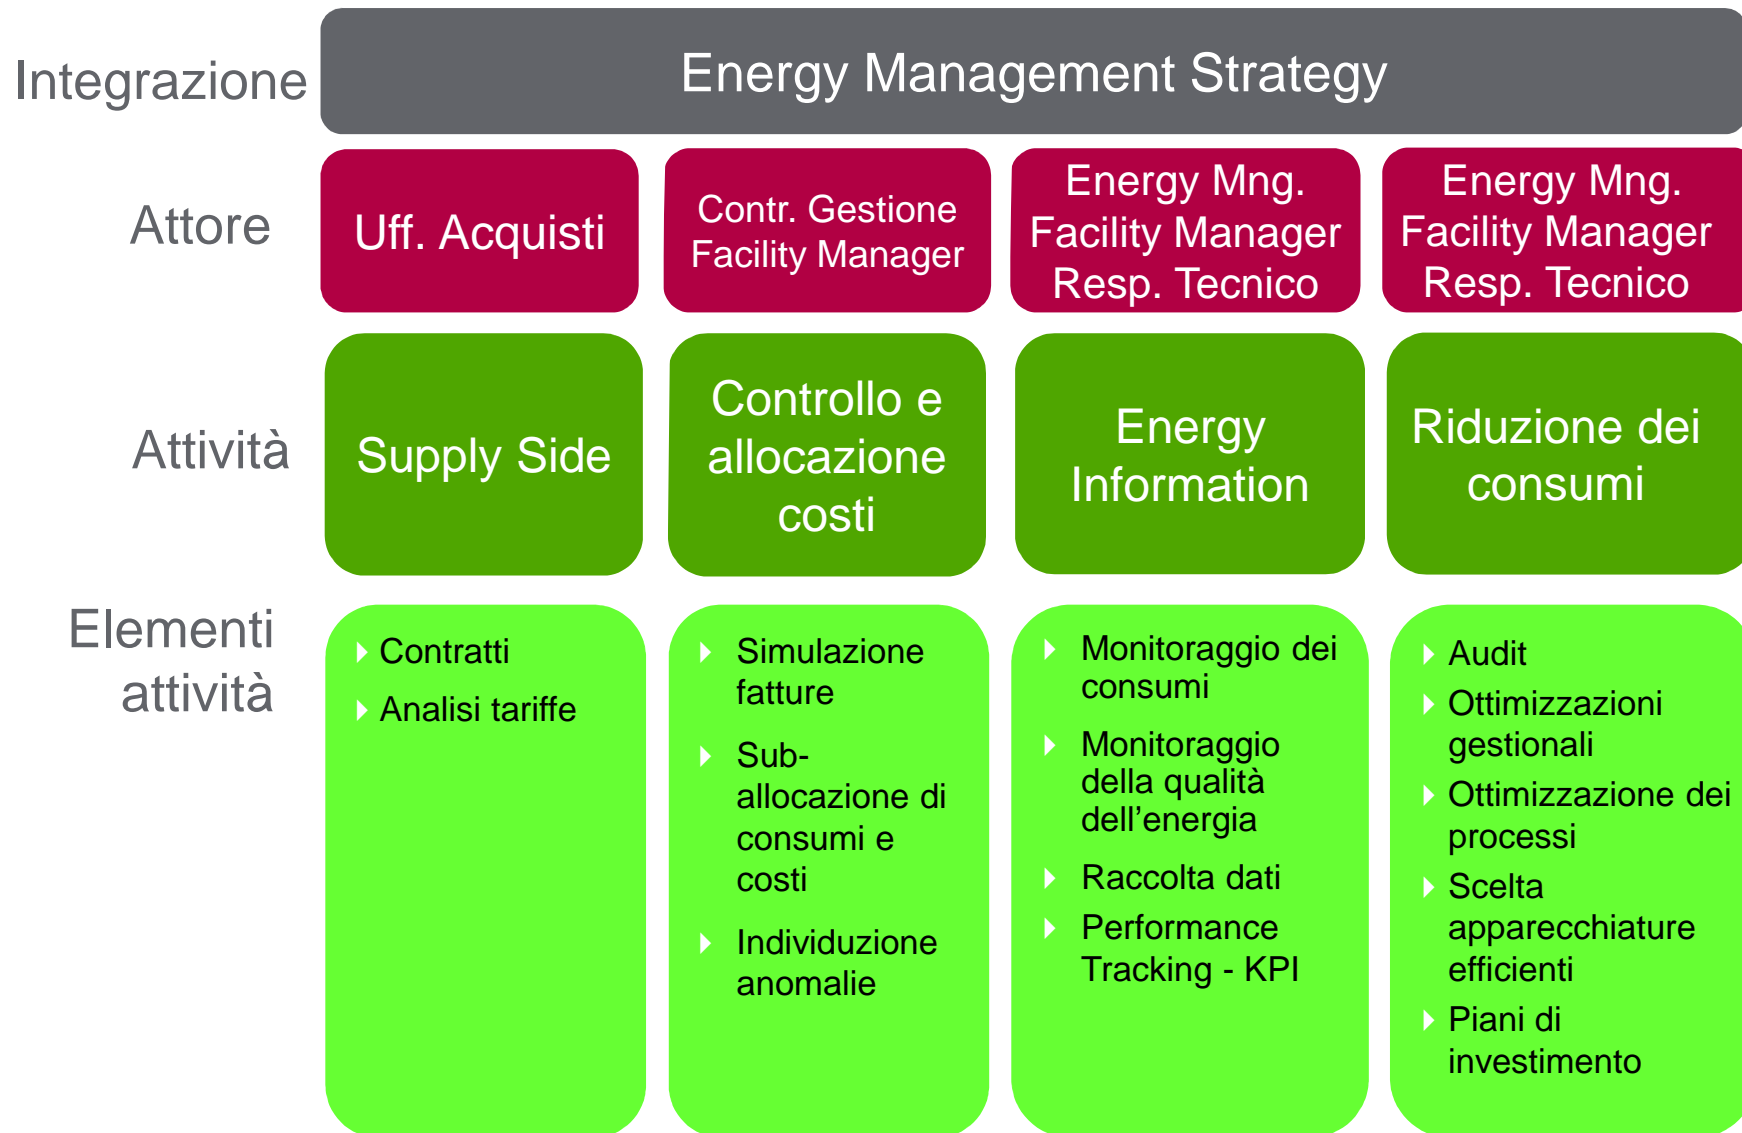 Integrazione
Energy Management Strategy
Attore
Uff. Acquisti
Contr. Gestione
Facility Manager
Energy Mng.
Facility Manager
Resp. Tecnico
Energy Mng.
Facility Manager
Resp. Tecnico
Attività
Supply Side
Controllo e
allocazione
costi
Energy
Information
Riduzione dei
consumi
Elementi
attività
Contratti
Analisi tariffe
Simulazione
fatture
Sub-
allocazione di
consumi e
costi
Individuzione
anomalie
Monitoraggio dei
consumi
Monitoraggio
della qualità
dell’energia
Raccolta dati
Performance
Tracking - KPI
Audit
Ottimizzazioni
gestionali
Ottimizzazione dei
processi
Scelta
apparecchiature
efficienti
Piani di
investimento